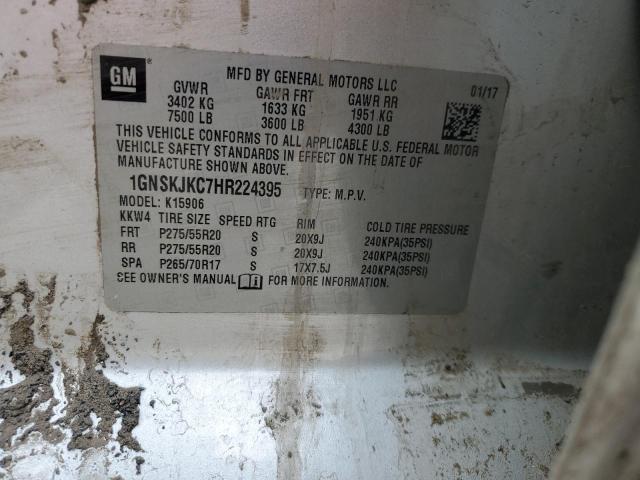 GM ®
MFD BY GENERAL MOTORS LLC 01/17
GVWR GAWR FRT GAWR RR
3402 KG 1633 KG 1951 KG
7500 LB 3600 LB 4300 LB
THIS VEHICLE CONFORMS TO ALL APPLICABLE U.S. FEDERAL MOTOR
VEHICLE SAFETY STANDARDS IN EFFECT ON THE DATE OF
MANUFACTURE SHOWN ABOVE.
1GNSKJKC7HR224395 TYPE: M.P.V.
MODEL: K15906
KKW4 TIRE SIZE SPEED RTG RIM COLD TIRE PRESSURE
FRT P275/55R20 S 20X9J 240KPA(35PSI)
RR P275/55R20 S 20X9J 240KPA(35PSI)
SPA P265/70R17 S 17X7.5J 240KPA(35PSI)
SEE OWNER'S MANUAL FOR MORE INFORMATION.